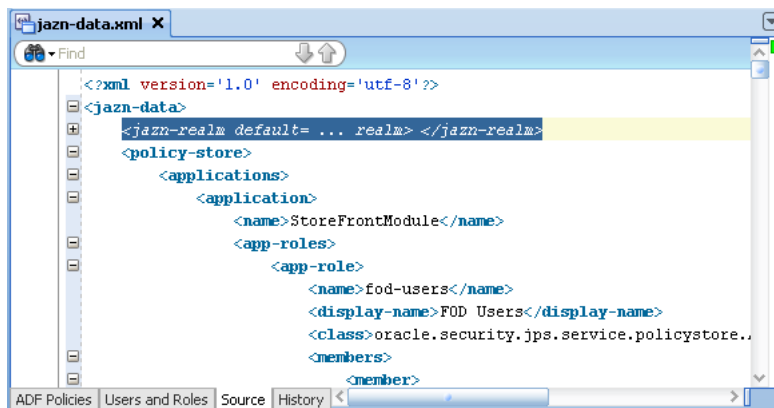 jazn-data.xml
Find
<?xml version='1.0' encoding='utf-8'?>
<jazn-data>
<jazn-realm default= ... realm> </jazn-realm>
<policy-store>
<applications>
<application>
<name>StoreFrontModule</name>
<app-roles>
<app-role>
<name>fod-users</name>
<display-name>FOD Users</display-name>
<class>oracle.security.jps.service.policystore.
<members>
<member>
ADF Policies Users and Roles Source History